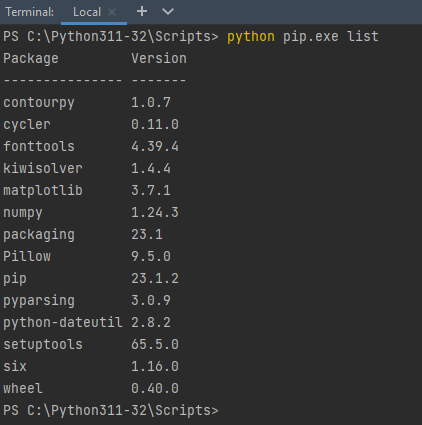 Terminal: Local × + ∨
PS C:\Python311-32\Scripts> python pip.exe list
Package         Version
--------------- -------
contourpy       1.0.7
cycler          0.11.0
fonttools       4.39.4
kiwisolver      1.4.4
matplotlib      3.7.1
numpy           1.24.3
packaging       23.1
Pillow          9.5.0
pip             23.1.2
pyparsing       3.0.9
python-dateutil 2.8.2
setuptools      65.5.0
six             1.16.0
wheel           0.40.0
PS C:\Python311-32\Scripts>